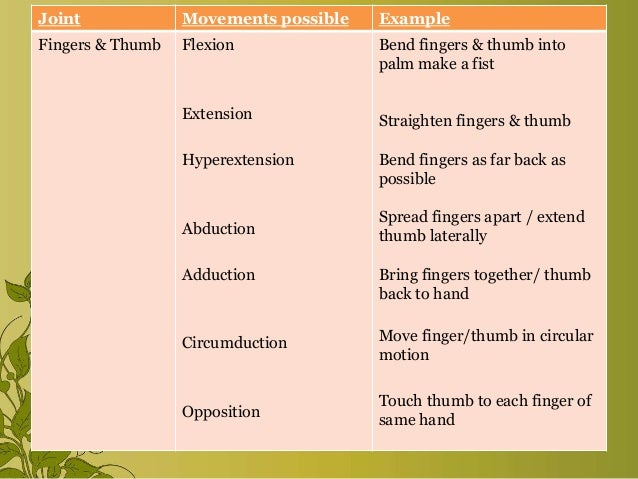 Joint Movements possible Example
Fingers & Thumb Flexion Bend fingers & thumb into
palm make a fist
Extension Straighten fingers & thumb
Hyperextension Bend fingers as far back as
possible
Abduction Spread fingers apart / extend
thumb laterally
Adduction Bring fingers together/ thumb
back to hand
Circumduction Move finger/thumb in circular
motion
Opposition Touch thumb to each finger of
same hand